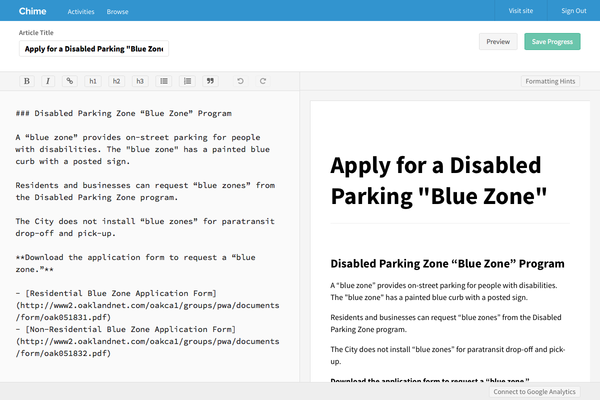 Chime
Activities
Browse
Visit site
Sign Out
Article Title
Apply for a Disabled Parking "Blue Zon
Preview
Save Progress
B
I
h1
h2
h3
Formatting Hints
### Disabled Parking Zone “Blue Zone” Program
A “blue zone” provides on-street parking for people
with disabilities. The "blue zone" has a painted blue
curb with a posted sign.
Residents and businesses can request “blue zones” from
the Disabled Parking Zone program.
The City does not install “blue zones” for paratransit
drop-off and pick-up.
**Download the application form to request a “blue
zone.”**
- [Residential Blue Zone Application Form]
(http://www2.oaklandnet.com/oakca1/groups/pwa/documents
/form/oak051831.pdf)
- [Non-Residential Blue Zone Application Form]
(http://www2.oaklandnet.com/oakca1/groups/pwa/documents
/form/oak051832.pdf)
Apply for a Disabled
Parking "Blue Zone"
Disabled Parking Zone “Blue Zone” Program
A “blue zone” provides on-street parking for people with disabilities.
The "blue zone" has a painted blue curb with a posted sign.
Residents and businesses can request “blue zones” from the Disabled
Parking Zone program.
The City does not install “blue zones” for paratransit drop-off and pick-
up.
Download the application form to request a “blue zone.”
Connect to Google Analytics